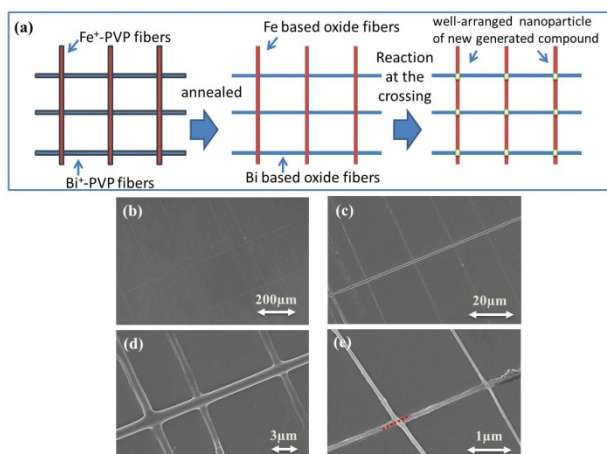 (a)
Fe⁺-PVP fibers
Bi⁺-PVP fibers
annealed
Fe based oxide fibers
Bi based oxide fibers
Reaction
at the
crossing
well-arranged nanoparticle
of new generated compound
(b)
200μm
(c)
20μm
(d)
3μm
(e)
1μm